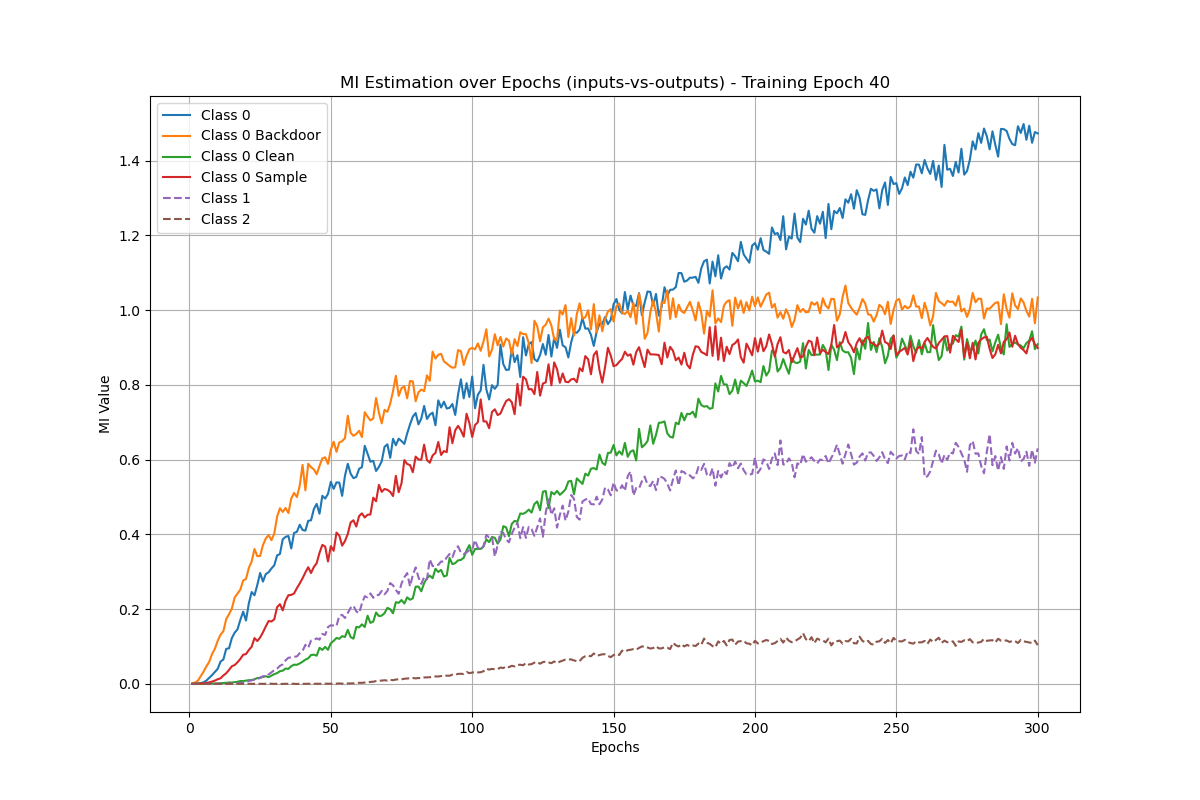 MI Estimation over Epochs (inputs-vs-outputs) - Training Epoch 40
Class 0
Class 0 Backdoor
Class 0 Clean
Class 0 Sample
Class 1
Class 2
MI Value
1.4
1.2
1.0
0.8
0.6
0.4
0.2
0.0
0 50 100 150 200 250 300
Epochs